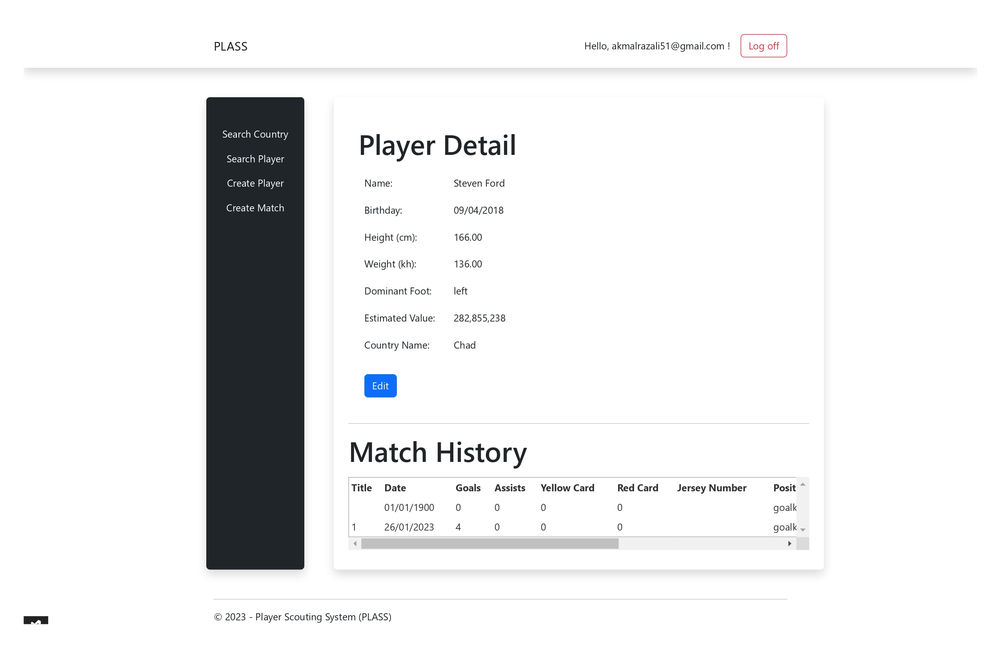 PLASS
Hello, akmalrazali51@gmail.com !
Log off
Search Country
Search Player
Create Player
Create Match
Player Detail
Name: Steven Ford
Birthday: 09/04/2018
Height (cm): 166.00
Weight (kh): 136.00
Dominant Foot: left
Estimated Value: 282,855,238
Country Name: Chad
Edit
Match History
Title Date Goals Assists Yellow Card Red Card Jersey Number Posit
01/01/1900 0 0 0 0 goalk
1 26/01/2023 4 0 0 0 goalk
© 2023 - Player Scouting System (PLASS)